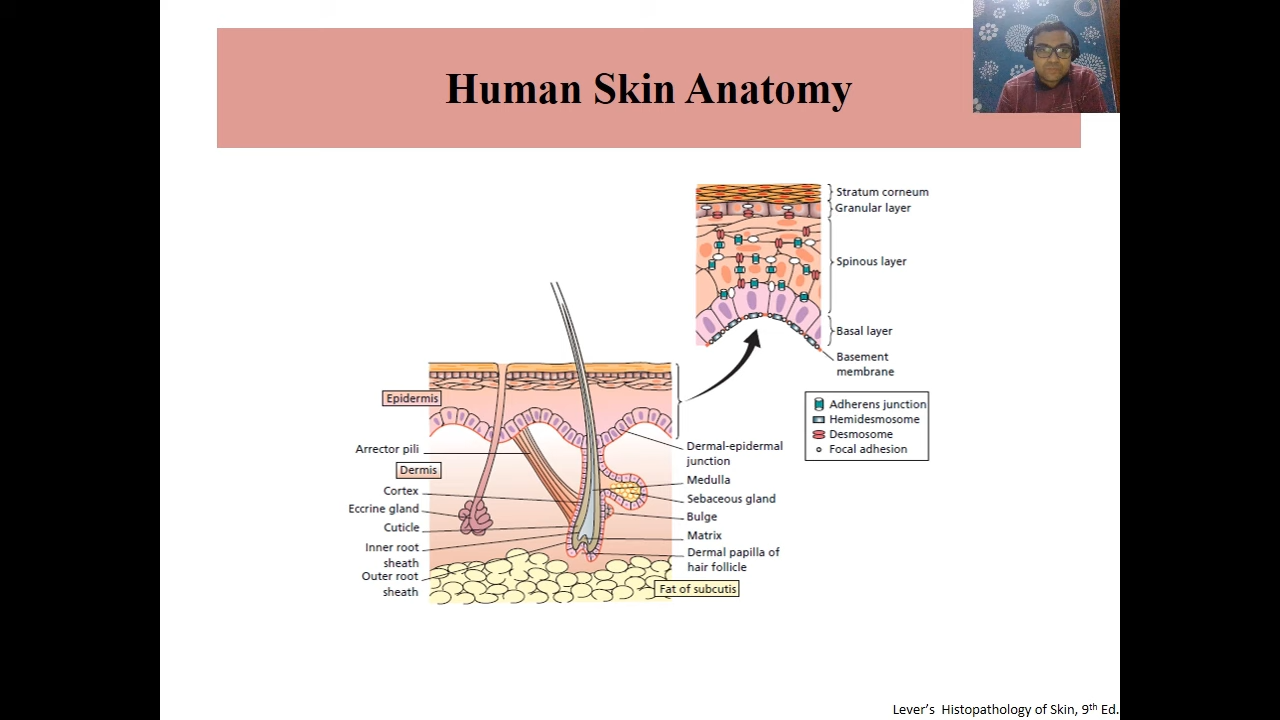 Human Skin Anatomy
Stratum corneum
Granular layer
Spinous layer
Basal layer
Basement
membrane
Adherens junction
Hemidesmosome
Desmosome
Focal adhesion
Epidermis
Arrector pili
Dermis
Cortex
Eccrine gland
Cuticle
Inner root
sheath
Outer root
sheath
Dermal-epidermal
junction
Medulla
Sebaceous gland
Bulge
Matrix
Dermal papilla of
hair follicle
Fat of subcutis
Lever’s  Histopathology of Skin, 9th Ed.